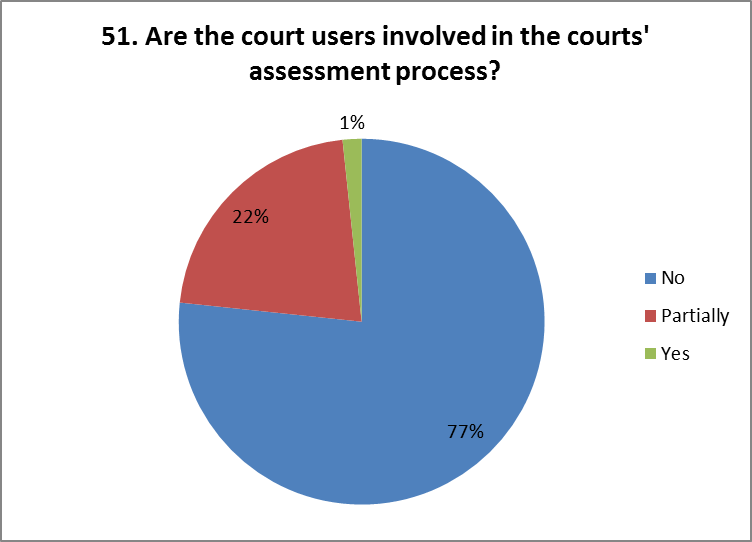 51. Are the court users involved in the courts'
assessment process?
1%
22%
77%
No
Partially
Yes